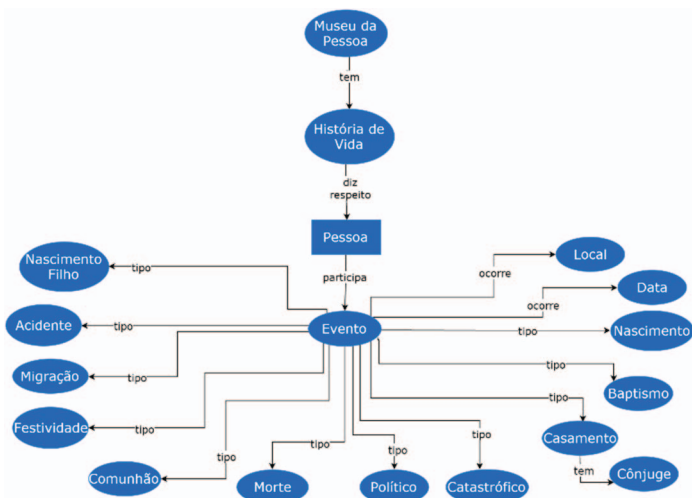 Museu da
Pessoa
tem
História de
Vida
diz
respeito
Pessoa
participa
Nascimento
Filho
tipo
ocorre
Local
ocorre
Data
Acidente
tipo
Evento
tipo
Nascimento
Migração
tipo
tipo
Baptismo
Festividade
tipo
tipo
Casamento
Comunhão
tipo
tipo
Morte
tipo
Político
tipo
Catastrófico
tem
Cônjuge